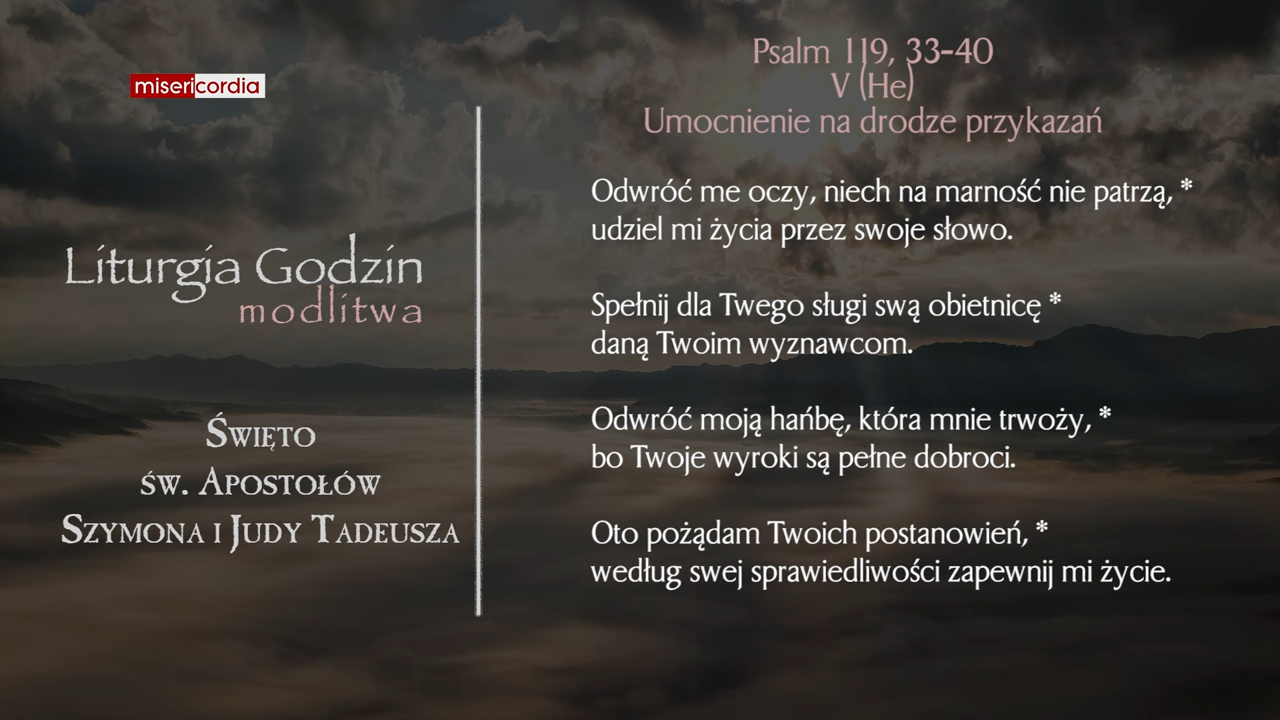 misericordia
Liturgia Godzin
modlitwa
Święto
św. Apostołów
Szymona i Judy Tadeusza
Psalm 119, 33-40
V (He)
Umocnienie na drodze przykazań
Odwróć me oczy, niech na marność nie patrzą, *
udziel mi życia przez swoje słowo.
Spełnij dla Twego sługi swą obietnicę *
daną Twoim wyznawcom.
Odwróć moją hańbę, która mnie trwoży, *
bo Twoje wyroki są pełne dobroci.
Oto pożądam Twoich postanowień, *
według swej sprawiedliwości zapewnij mi życie.